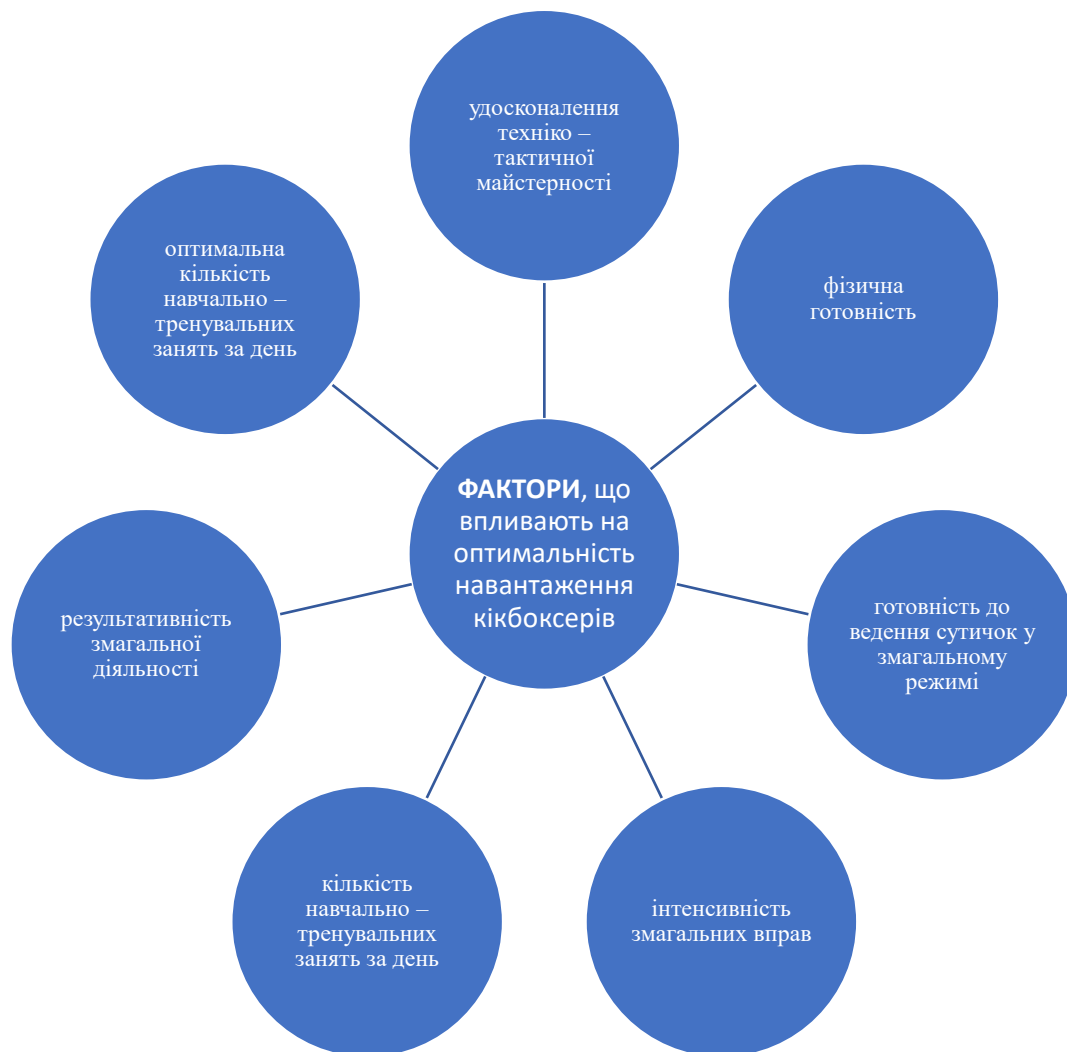 удосконалення
техніко –
тактичної
майстерності
фізична
готовність
готовність до
ведення сутичок у
змагальному
режимі
інтенсивність
змагальних вправ
кількість
навчально –
тренувальних
занять за день
результативність
змагальної
діяльності
оптимальна
кількість
навчально –
тренувальних
занять за день
ФАКТОРИ, що
впливають на
оптимальність
навантаження
кікбоксерів